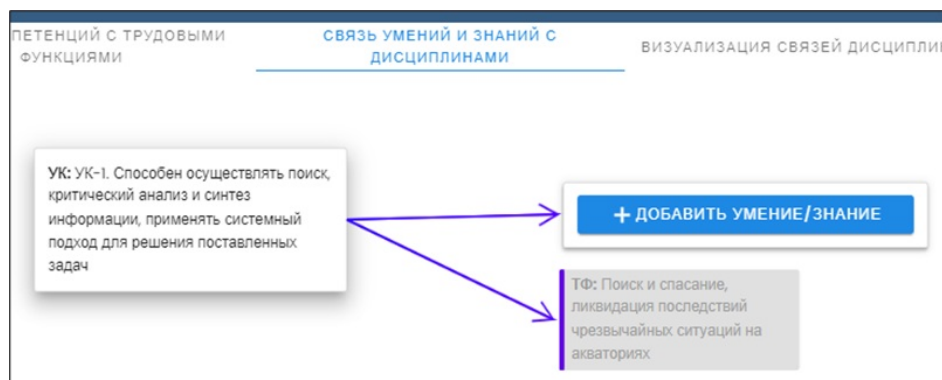 ПЕТЕНЦИЙ С ТРУДОВЫМИ
ФУНКЦИЯМИ
СВЯЗЬ УМЕНИЙ И ЗНАНИЙ С
ДИСЦИПЛИНАМИ
ВИЗУАЛИЗАЦИЯ СВЯЗЕЙ ДИСЦИПЛИН
УК: УК-1. Способен осуществлять поиск,
критический анализ и синтез
информации, применять системный
подход для решения поставленных
задач
+ ДОБАВИТЬ УМЕНИЕ/ЗНАНИЕ
ТФ: Поиск и спасание,
ликвидация последствий
чрезвычайных ситуаций на
акваториях